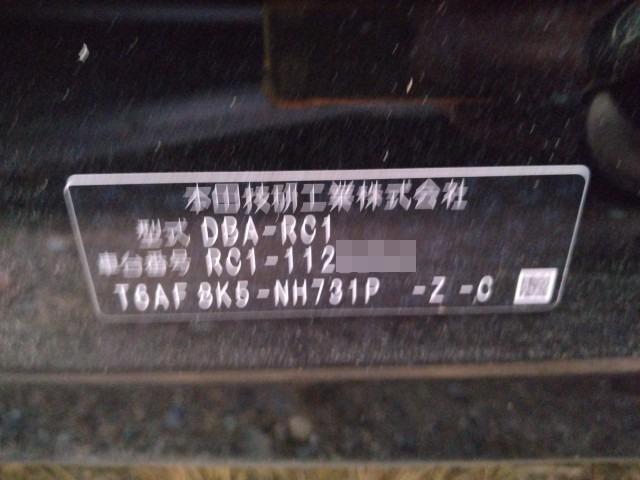 本田技研工業株式会社
型式 DBA-RC1
車台番号 RC1-112
T6AF 8K5-NH731P -Z -C